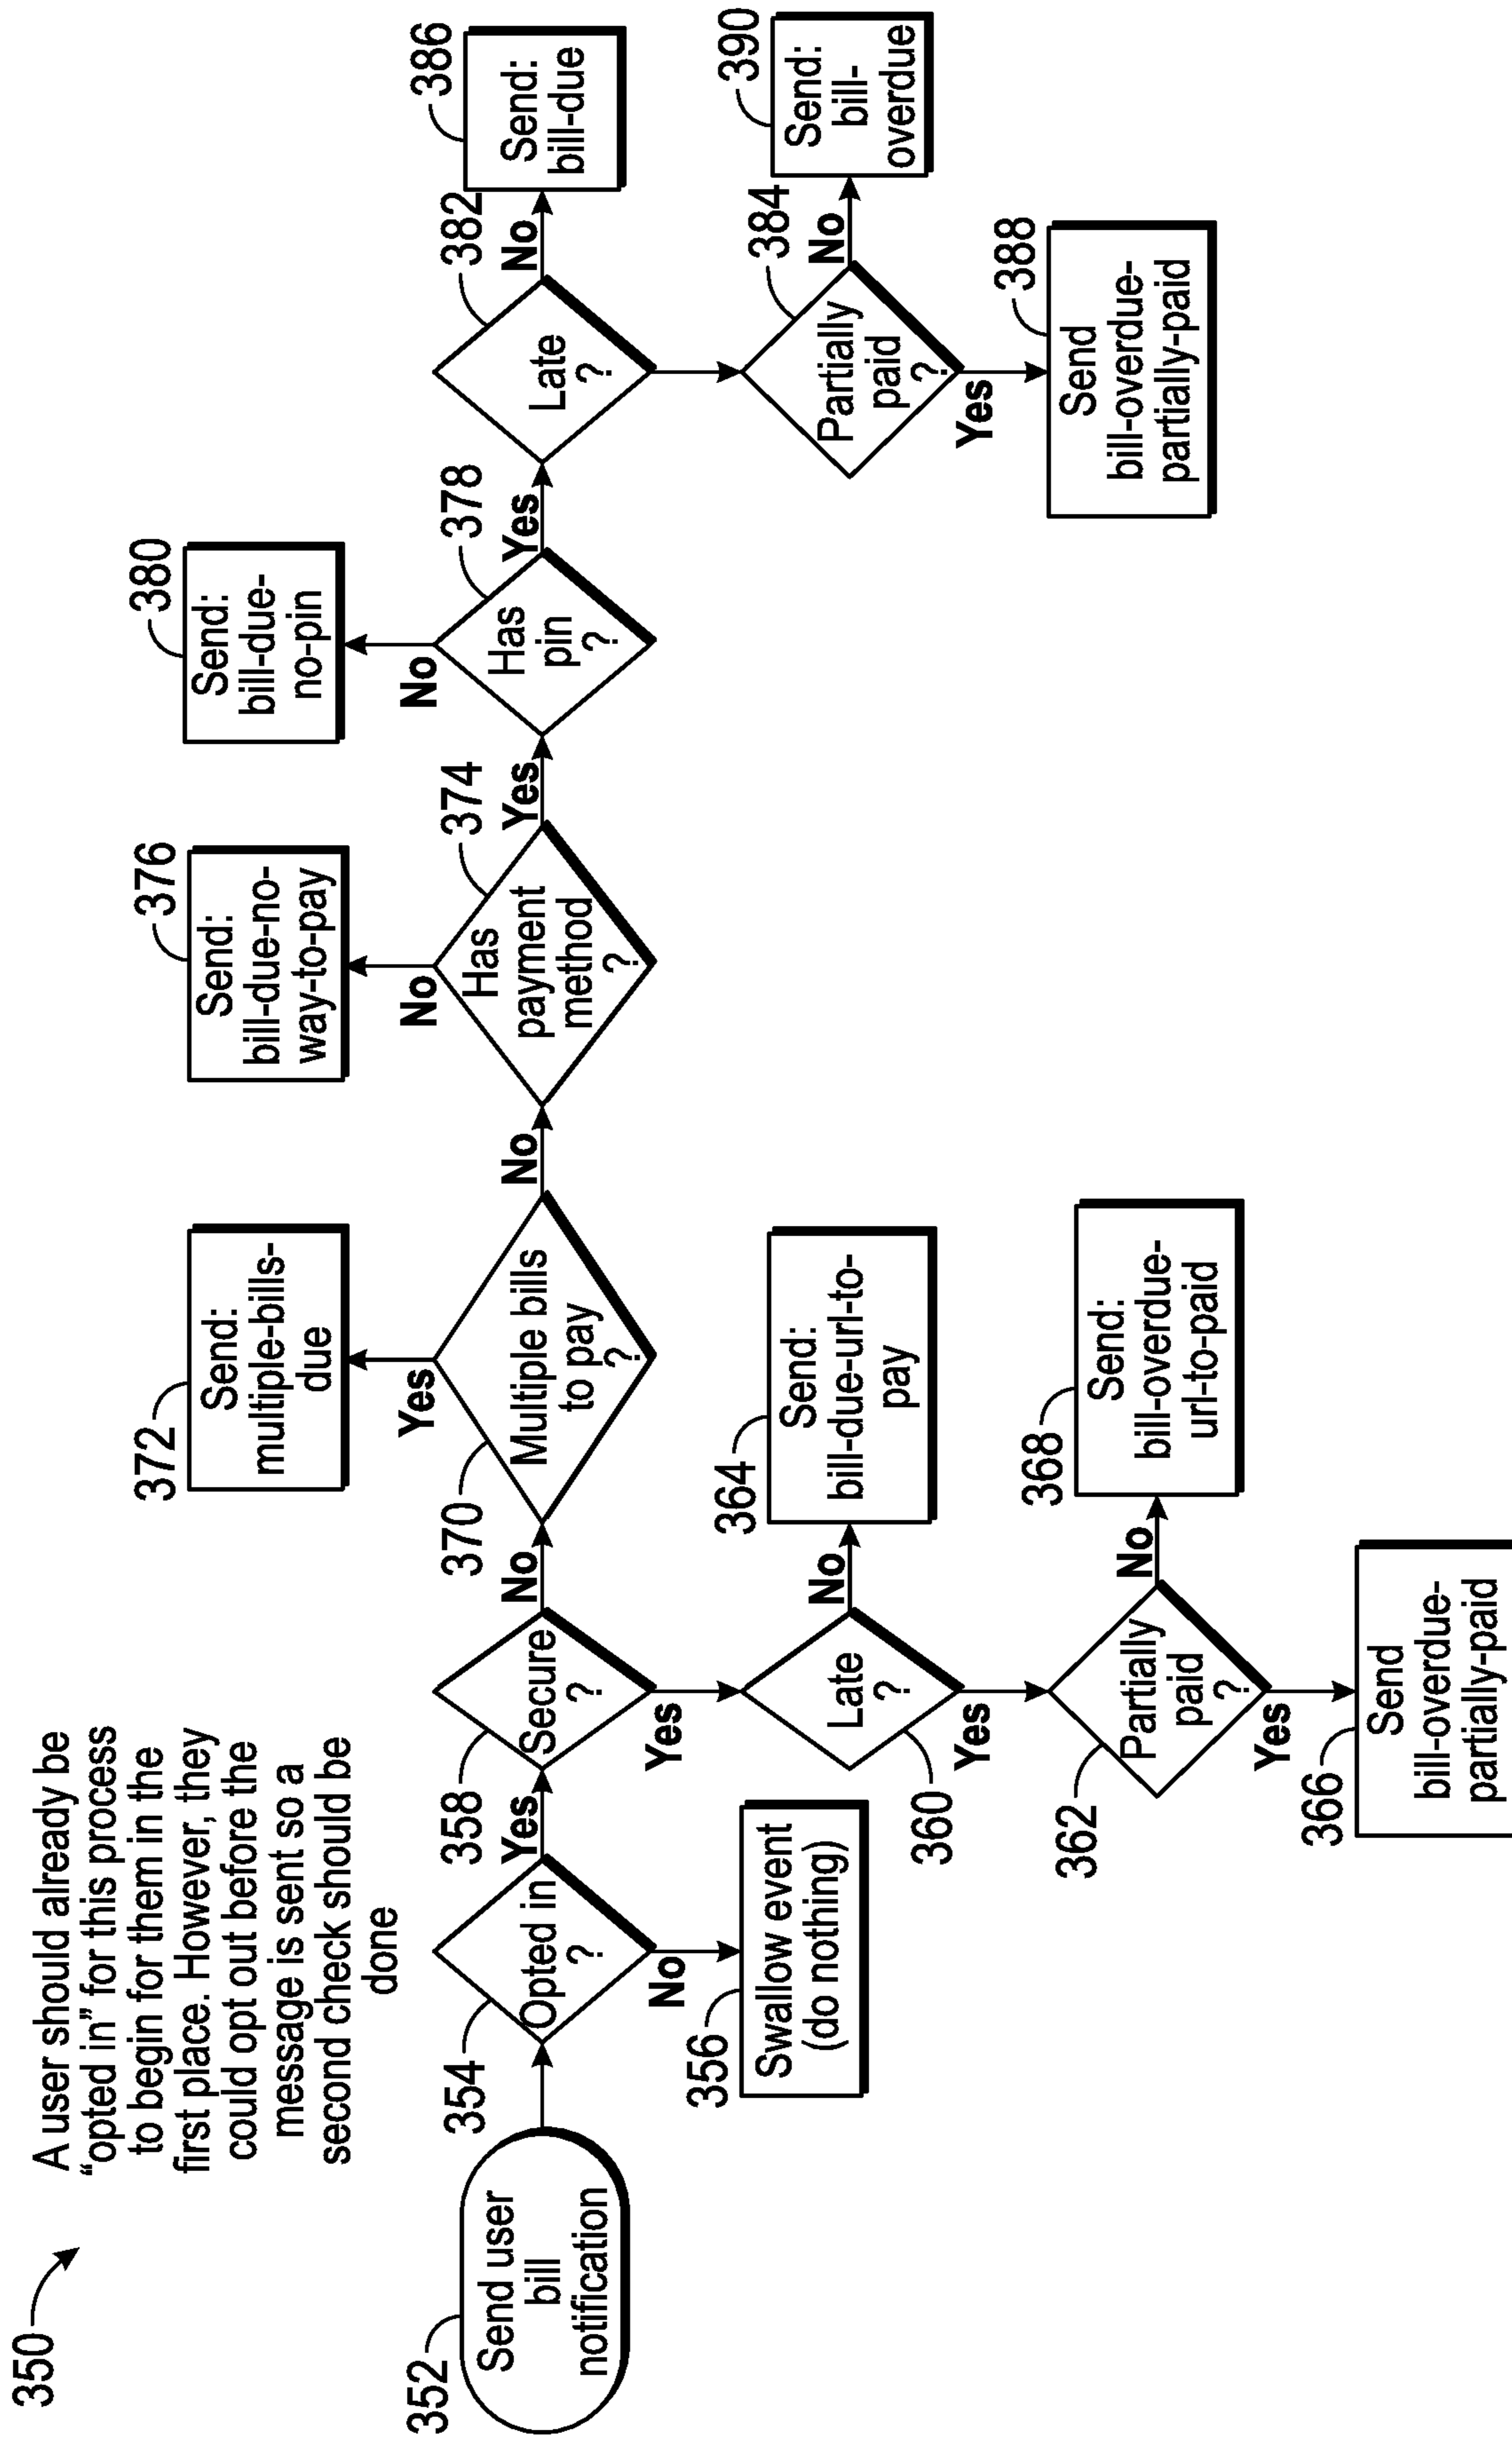 350
A user should already be
“opted in” for this process
to begin for them in the
first place. However, they
could opt out before the
message is sent so a
second check should be
done
352
Send user
bill
notification
354
Opted in
?
No
356
Swallow event
(do nothing)
Yes
358
Secure
?
Yes
360
Late
?
No
364
Send:
bill-due-url-to-
pay
Yes
362
Partially
paid
?
No
368
Send:
bill-overdue-
url-to-paid
Yes
366
Send
bill-overdue-
partially-paid
No
370
Multiple bills
to pay
?
Yes
372
Send:
multiple-bills-
due
No
374
Has
payment
method
?
No
376
Send:
bill-due-no-
way-to-pay
Yes
378
Has
pin
?
No
380
Send:
bill-due-
no-pin
Yes
382
Late
?
No
386
Send:
bill-due
384
Partially
paid
?
No
390
Send:
bill-
overdue
Yes
388
Send
bill-overdue-
partially-paid